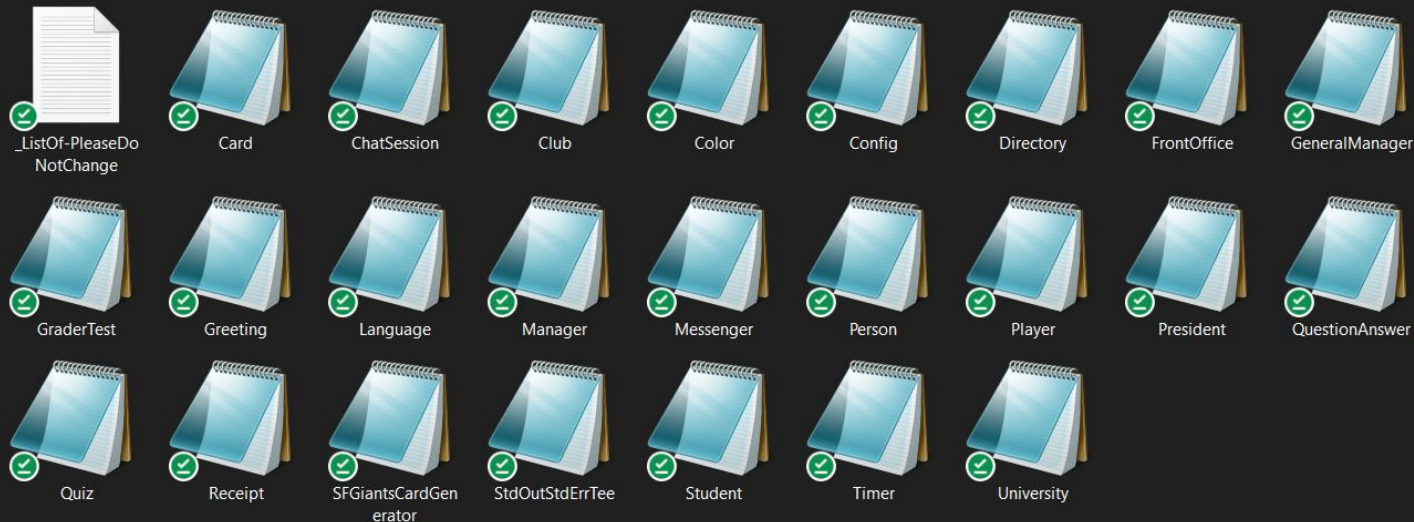 _ListOf-PleaseDo
NotChange
Card
ChatSession
Club
Color
Config
Directory
FrontOffice
GeneralManager
GraderTest
Greeting
Language
Manager
Messenger
Person
Player
President
QuestionAnswer
Quiz
Receipt
SFGiantsCardGen
erator
StdOutStdErrTee
Student
Timer
University